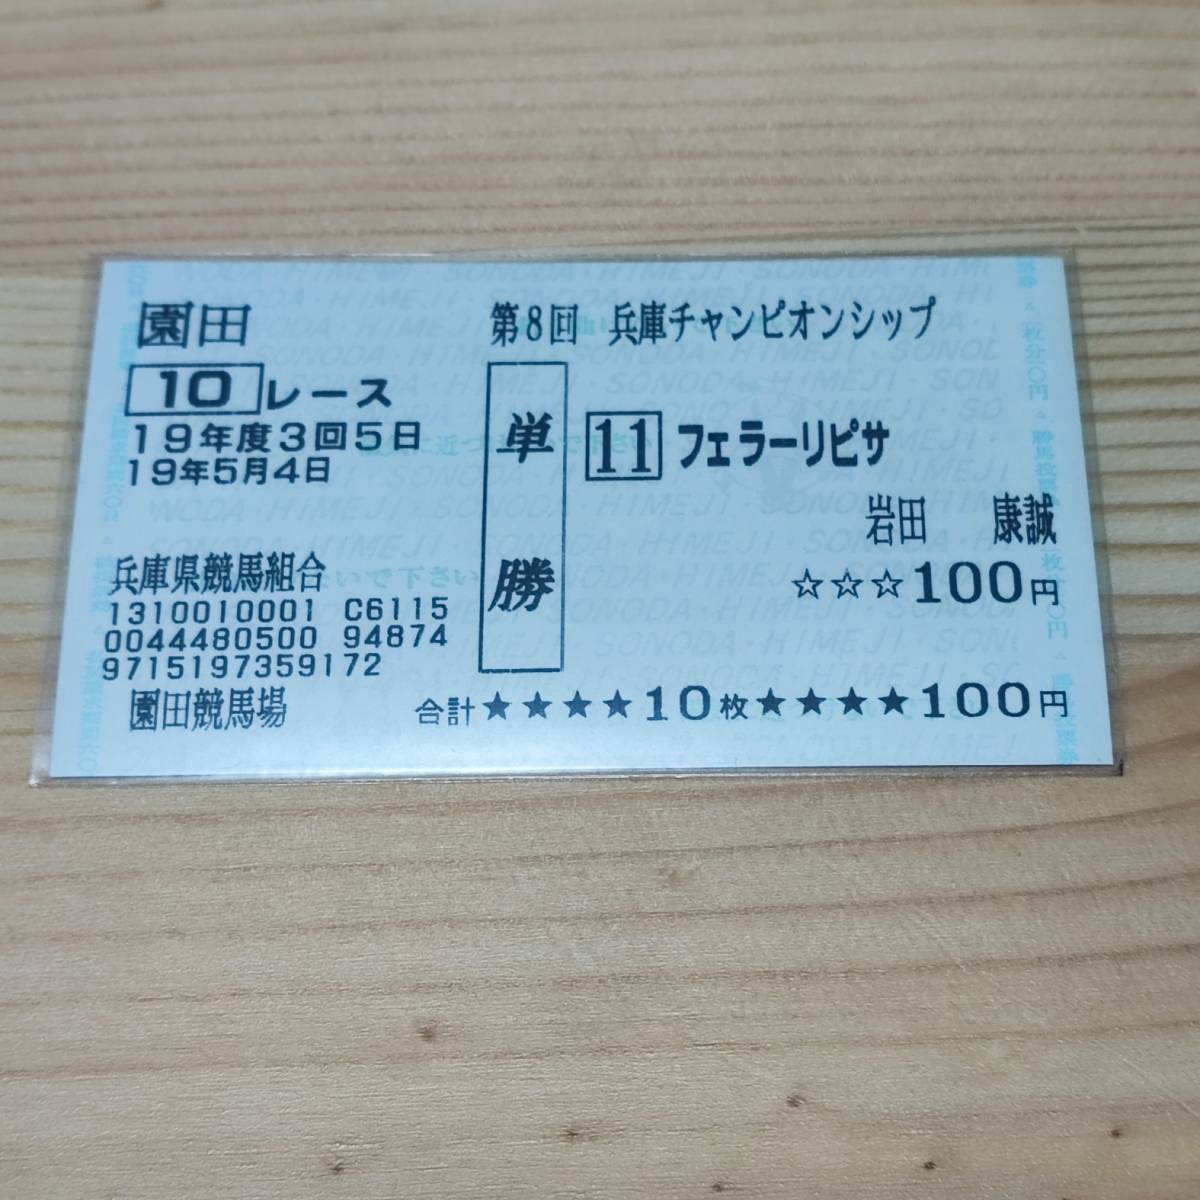 園田
10レース
19年度3回5日
19年5月4日
兵庫県競馬組合
1310010001 C6115
0044480500 94874
9715197359172
園田競馬場
第8回 兵庫チャンピオンシップ
単勝
11 フェラーリピサ
岩田 康誠
☆☆☆100円
合計★★★★10枚★★★★100円